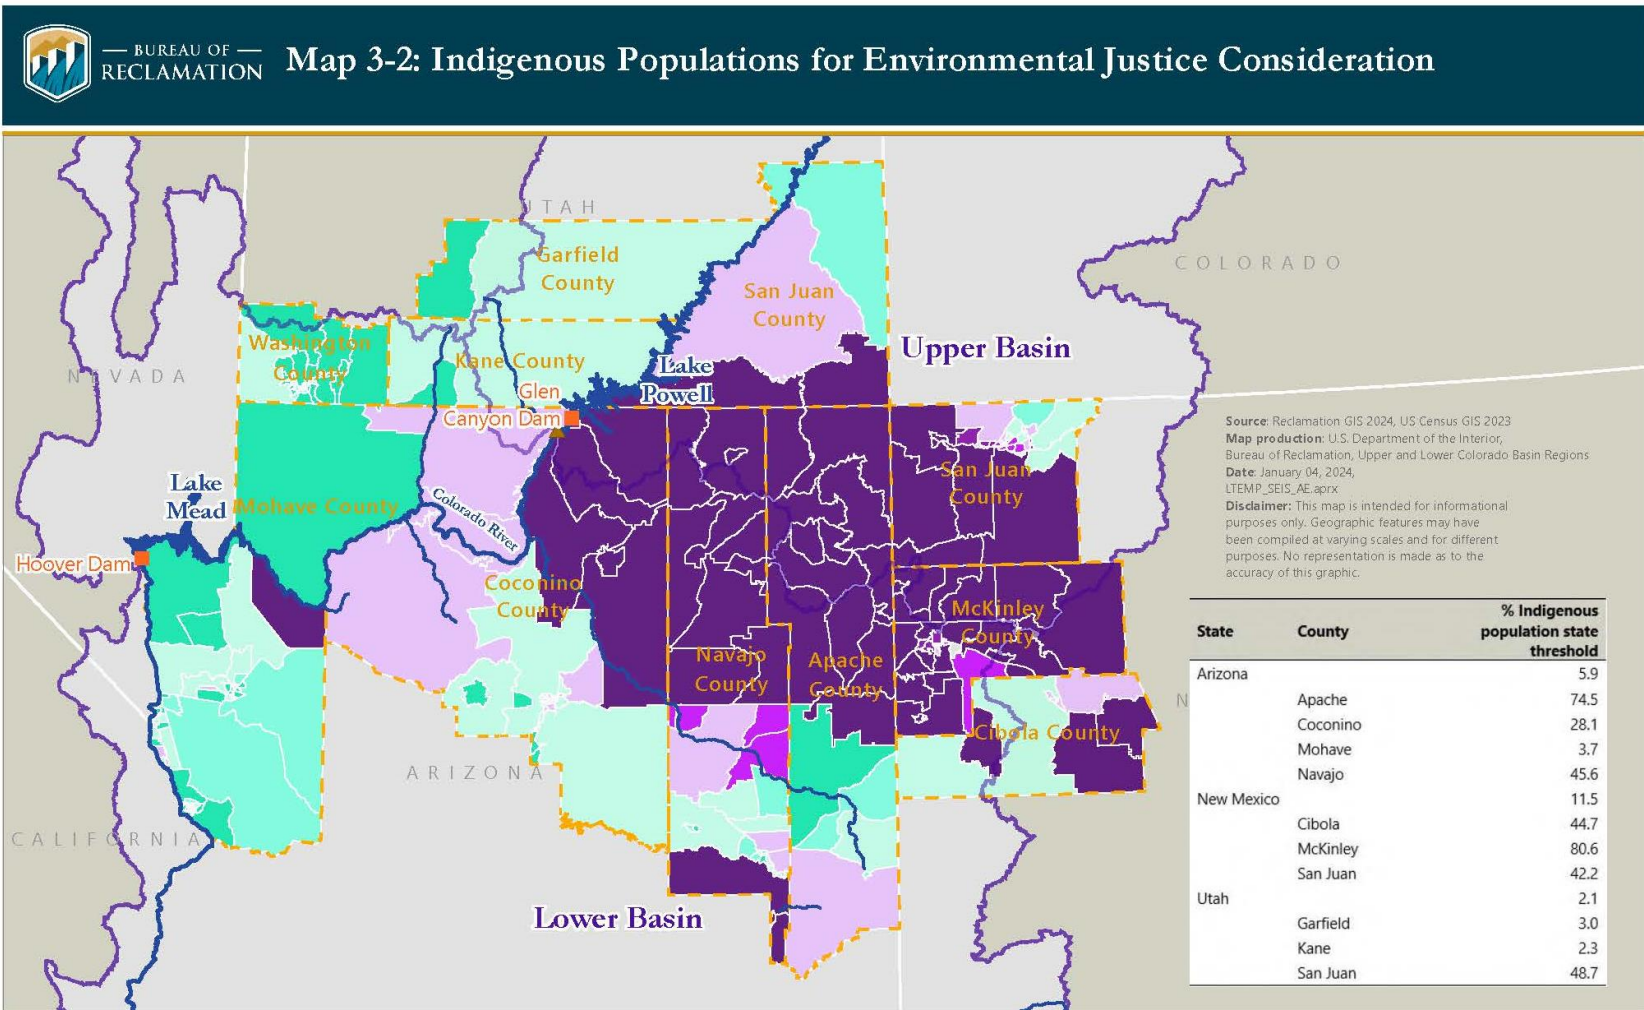 BUREAU OF
RECLAMATION
Map 3-2: Indigenous Populations for Environmental Justice Consideration
UTAH
Garfield
County
COLORADO
San Juan
County
Washington
County
NEVADA
Kane County
Upper Basin
Lake
Powell
Glen
Canyon Dam
Source: Reclamation GIS 2024, US Census GIS 2023
Map production: U.S. Department of the Interior,
Bureau of Reclamation, Upper and Lower Colorado Basin Regions
Date: January 04, 2024,
LTEMP_SEIS_AE.aprx
Disclaimer: This map is intended for informational
purposes only. Geographic features may have
been compiled at varying scales and for different
purposes. No representation is made as to the
accuracy of this graphic.
San Juan
County
Lake
Mead
Mohave County
Colorado River
Hoover Dam
Coconino
County
McKinley
County
Navajo
County
Apache
County
N
Cibola County
ARIZONA
CALIFORNIA
Lower Basin
State County % Indigenous
population state
threshold
Arizona 5.9
Apache 74.5
Coconino 28.1
Mohave 3.7
Navajo 45.6
New Mexico 11.5
Cibola 44.7
McKinley 80.6
San Juan 42.2
Utah 2.1
Garfield 3.0
Kane 2.3
San Juan 48.7